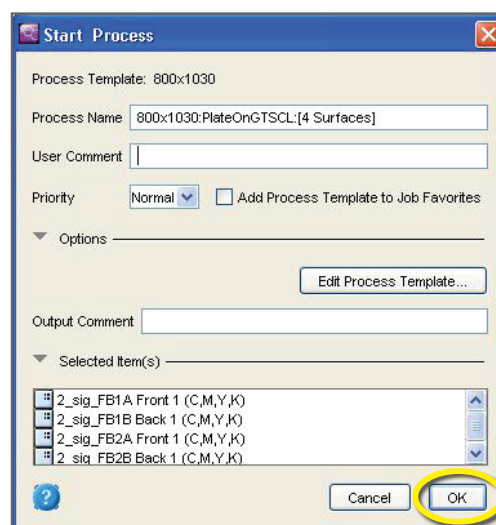 Start Process
Process Template: 800x1030
Process Name 800x1030:PlateOnGTSCL:[4 Surfaces]
User Comment
Priority Normal Add Process Template to Job Favorites
Options
Edit Process Template...
Output Comment
Selected Item(s)
2_sig_FB1A Front 1 (C,M,Y,K)
2_sig_FB1B Back 1 (C,M,Y,K)
2_sig_FB2A Front 1 (C,M,Y,K)
2_sig_FB2B Back 1 (C,M,Y,K)
? Cancel OK